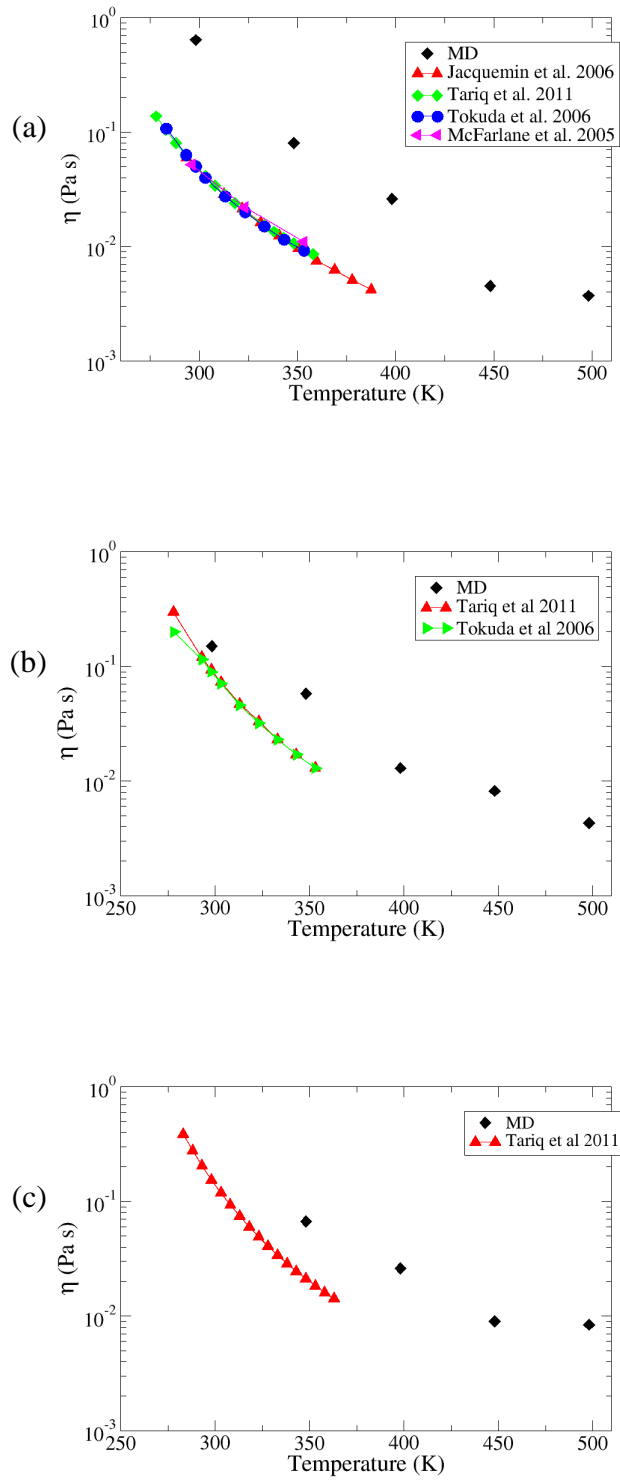 10^0
MD
Jacquemin et al. 2006
Tariq et al. 2011
Tokuda et al. 2006
McFarlane et al. 2005
(a)
10^-1
η (Pa s)
10^-2
10^-3
300 350 400 450 500
Temperature (K)
10^0
MD
Tariq et al 2011
Tokuda et al 2006
(b)
10^-1
η (Pa s)
10^-2
10^-3
250 300 350 400 450 500
Temperature (K)
10^0
MD
Tariq et al 2011
(c)
10^-1
η (Pa s)
10^-2
10^-3
250 300 350 400 450 500
Temperature (K)